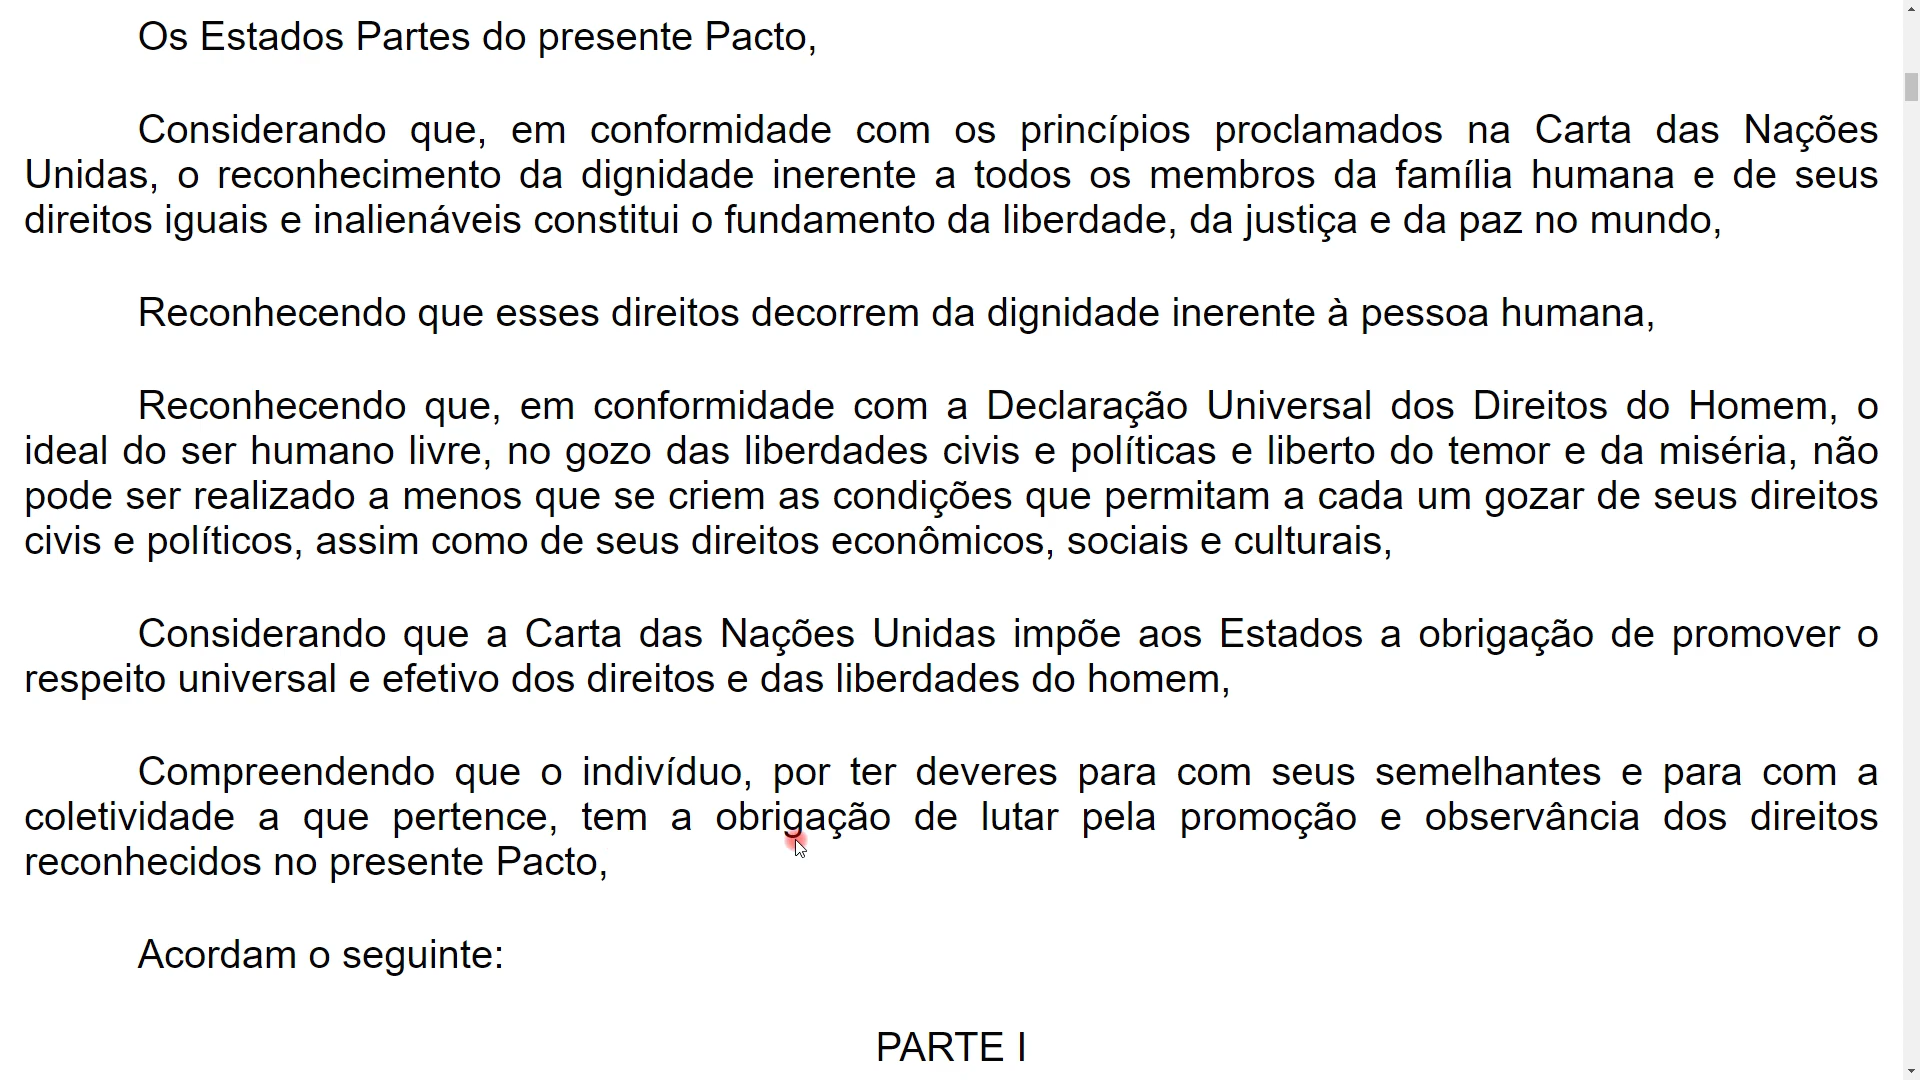 Os Estados Partes do presente Pacto,
Considerando que, em conformidade com os princípios proclamados na Carta das Nações
Unidas, o reconhecimento da dignidade inerente a todos os membros da família humana e de seus
direitos iguais e inalienáveis constitui o fundamento da liberdade, da justiça e da paz no mundo,
Reconhecendo que esses direitos decorrem da dignidade inerente à pessoa humana,
Reconhecendo que, em conformidade com a Declaração Universal dos Direitos do Homem, o
ideal do ser humano livre, no gozo das liberdades civis e políticas e liberto do temor e da miséria, não
pode ser realizado a menos que se criem as condições que permitam a cada um gozar de seus direitos
civis e políticos, assim como de seus direitos econômicos, sociais e culturais,
Considerando que a Carta das Nações Unidas impõe aos Estados a obrigação de promover o
respeito universal e efetivo dos direitos e das liberdades do homem,
Compreendendo que o indivíduo, por ter deveres para com seus semelhantes e para com a
coletividade a que pertence, tem a obrigação de lutar pela promoção e observância dos direitos
reconhecidos no presente Pacto,
Acordam o seguinte:
PARTE I